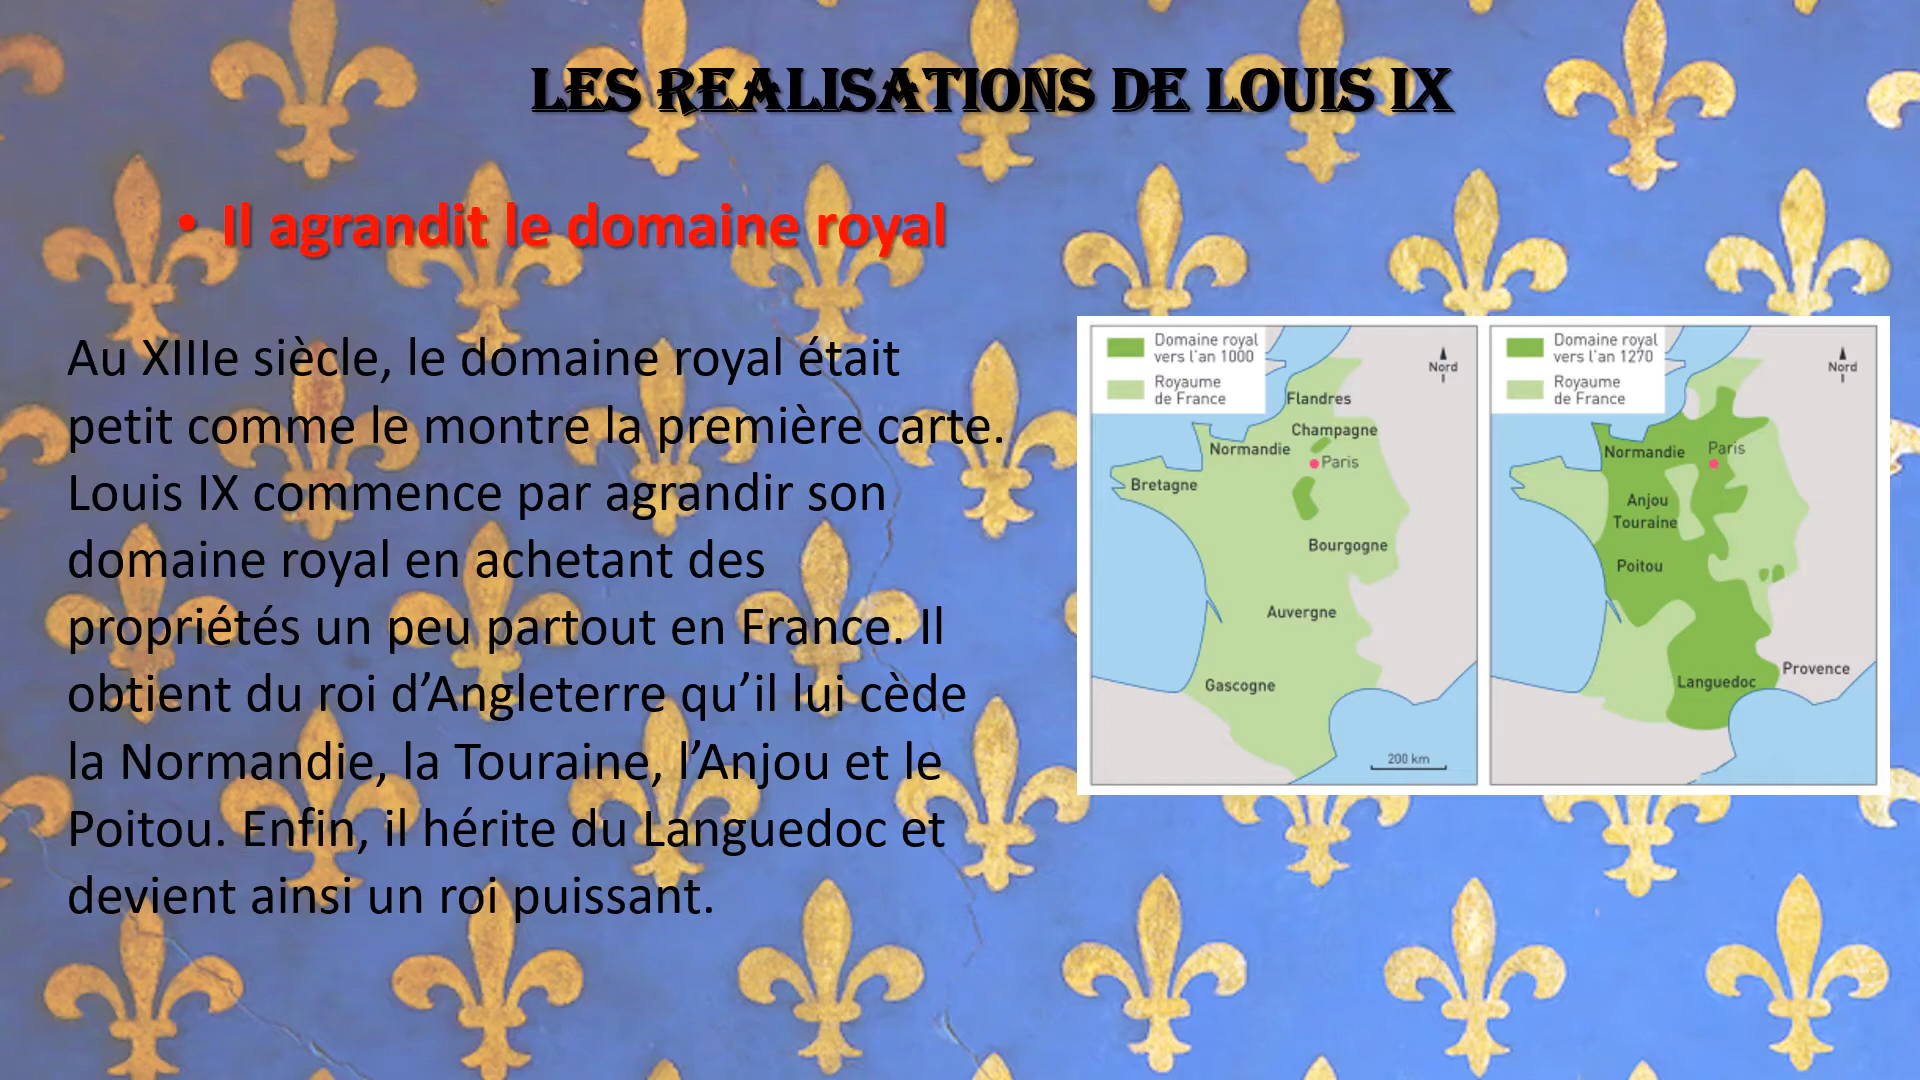 LES REALISATIONS DE LOUIS IX
• Il agrandit le domaine royal
Au XIIIe siècle, le domaine royal était
petit comme le montre la première carte.
Louis IX commence par agrandir son
domaine royal en achetant des
propriétés un peu partout en France. Il
obtient du roi d’Angleterre qu’il lui cède
la Normandie, la Touraine, l’Anjou et le
Poitou. Enfin, il hérite du Languedoc et
devient ainsi un roi puissant.
Domaine royal
vers l'an 1000
Royaume
de France
Nord
Flandres
Champagne
Normandie
Paris
Bretagne
Bourgogne
Auvergne
Gascogne
200 km
Domaine royal
vers l'an 1270
Royaume
de France
Nord
Normandie
Paris
Anjou
Touraine
Poitou
Provence
Languedoc